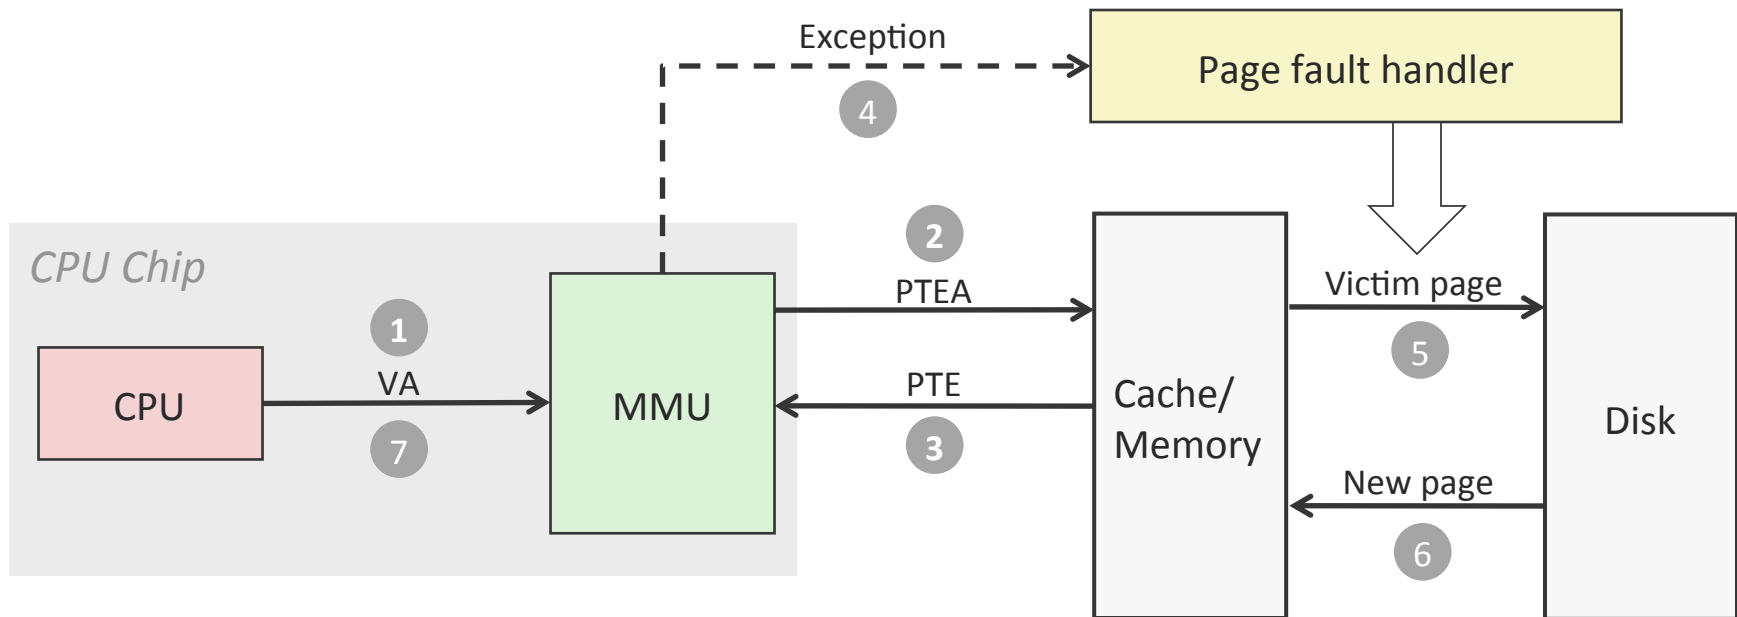 Exception
Page fault handler
4
2
CPU Chip
PTEA
Victim page
1
5
VA
PTE
CPU
MMU
Cache/
Memory
Disk
7
3
New page
6